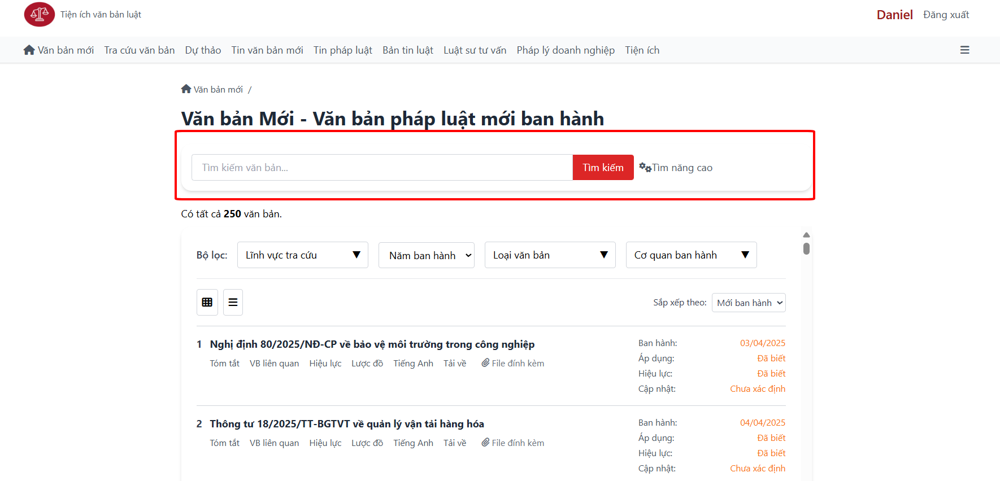 Tiện ích văn bản luật
Daniel Đăng xuất
Văn bản mới Tra cứu văn bản Dự thảo Tin văn bản mới Tin pháp luật Bản tin luật Luật sư tư vấn Pháp lý doanh nghiệp Tiện ích
Văn bản mới /
Văn bản Mới - Văn bản pháp luật mới ban hành
Tìm kiếm văn bản... Tìm kiếm Tìm năng cao
Có tất cả 250 văn bản.
Bộ lọc: Lĩnh vực tra cứu Năm ban hành Loại văn bản Cơ quan ban hành
Sắp xếp theo: Mới ban hành
1 Nghị định 80/2025/NĐ-CP về bảo vệ môi trường trong công nghiệp
Tóm tắt VB liên quan Hiệu lực Lược đồ Tiếng Anh Tải về File đính kèm
Ban hành: 03/04/2025
Áp dụng: Đã biết
Hiệu lực: Đã biết
Cập nhật: Chưa xác định
2 Thông tư 18/2025/TT-BGTVT về quản lý vận tải hàng hóa
Tóm tắt VB liên quan Hiệu lực Lược đồ Tiếng Anh Tải về File đính kèm
Ban hành: 04/04/2025
Áp dụng: Đã biết
Hiệu lực: Đã biết
Cập nhật: Chưa xác định